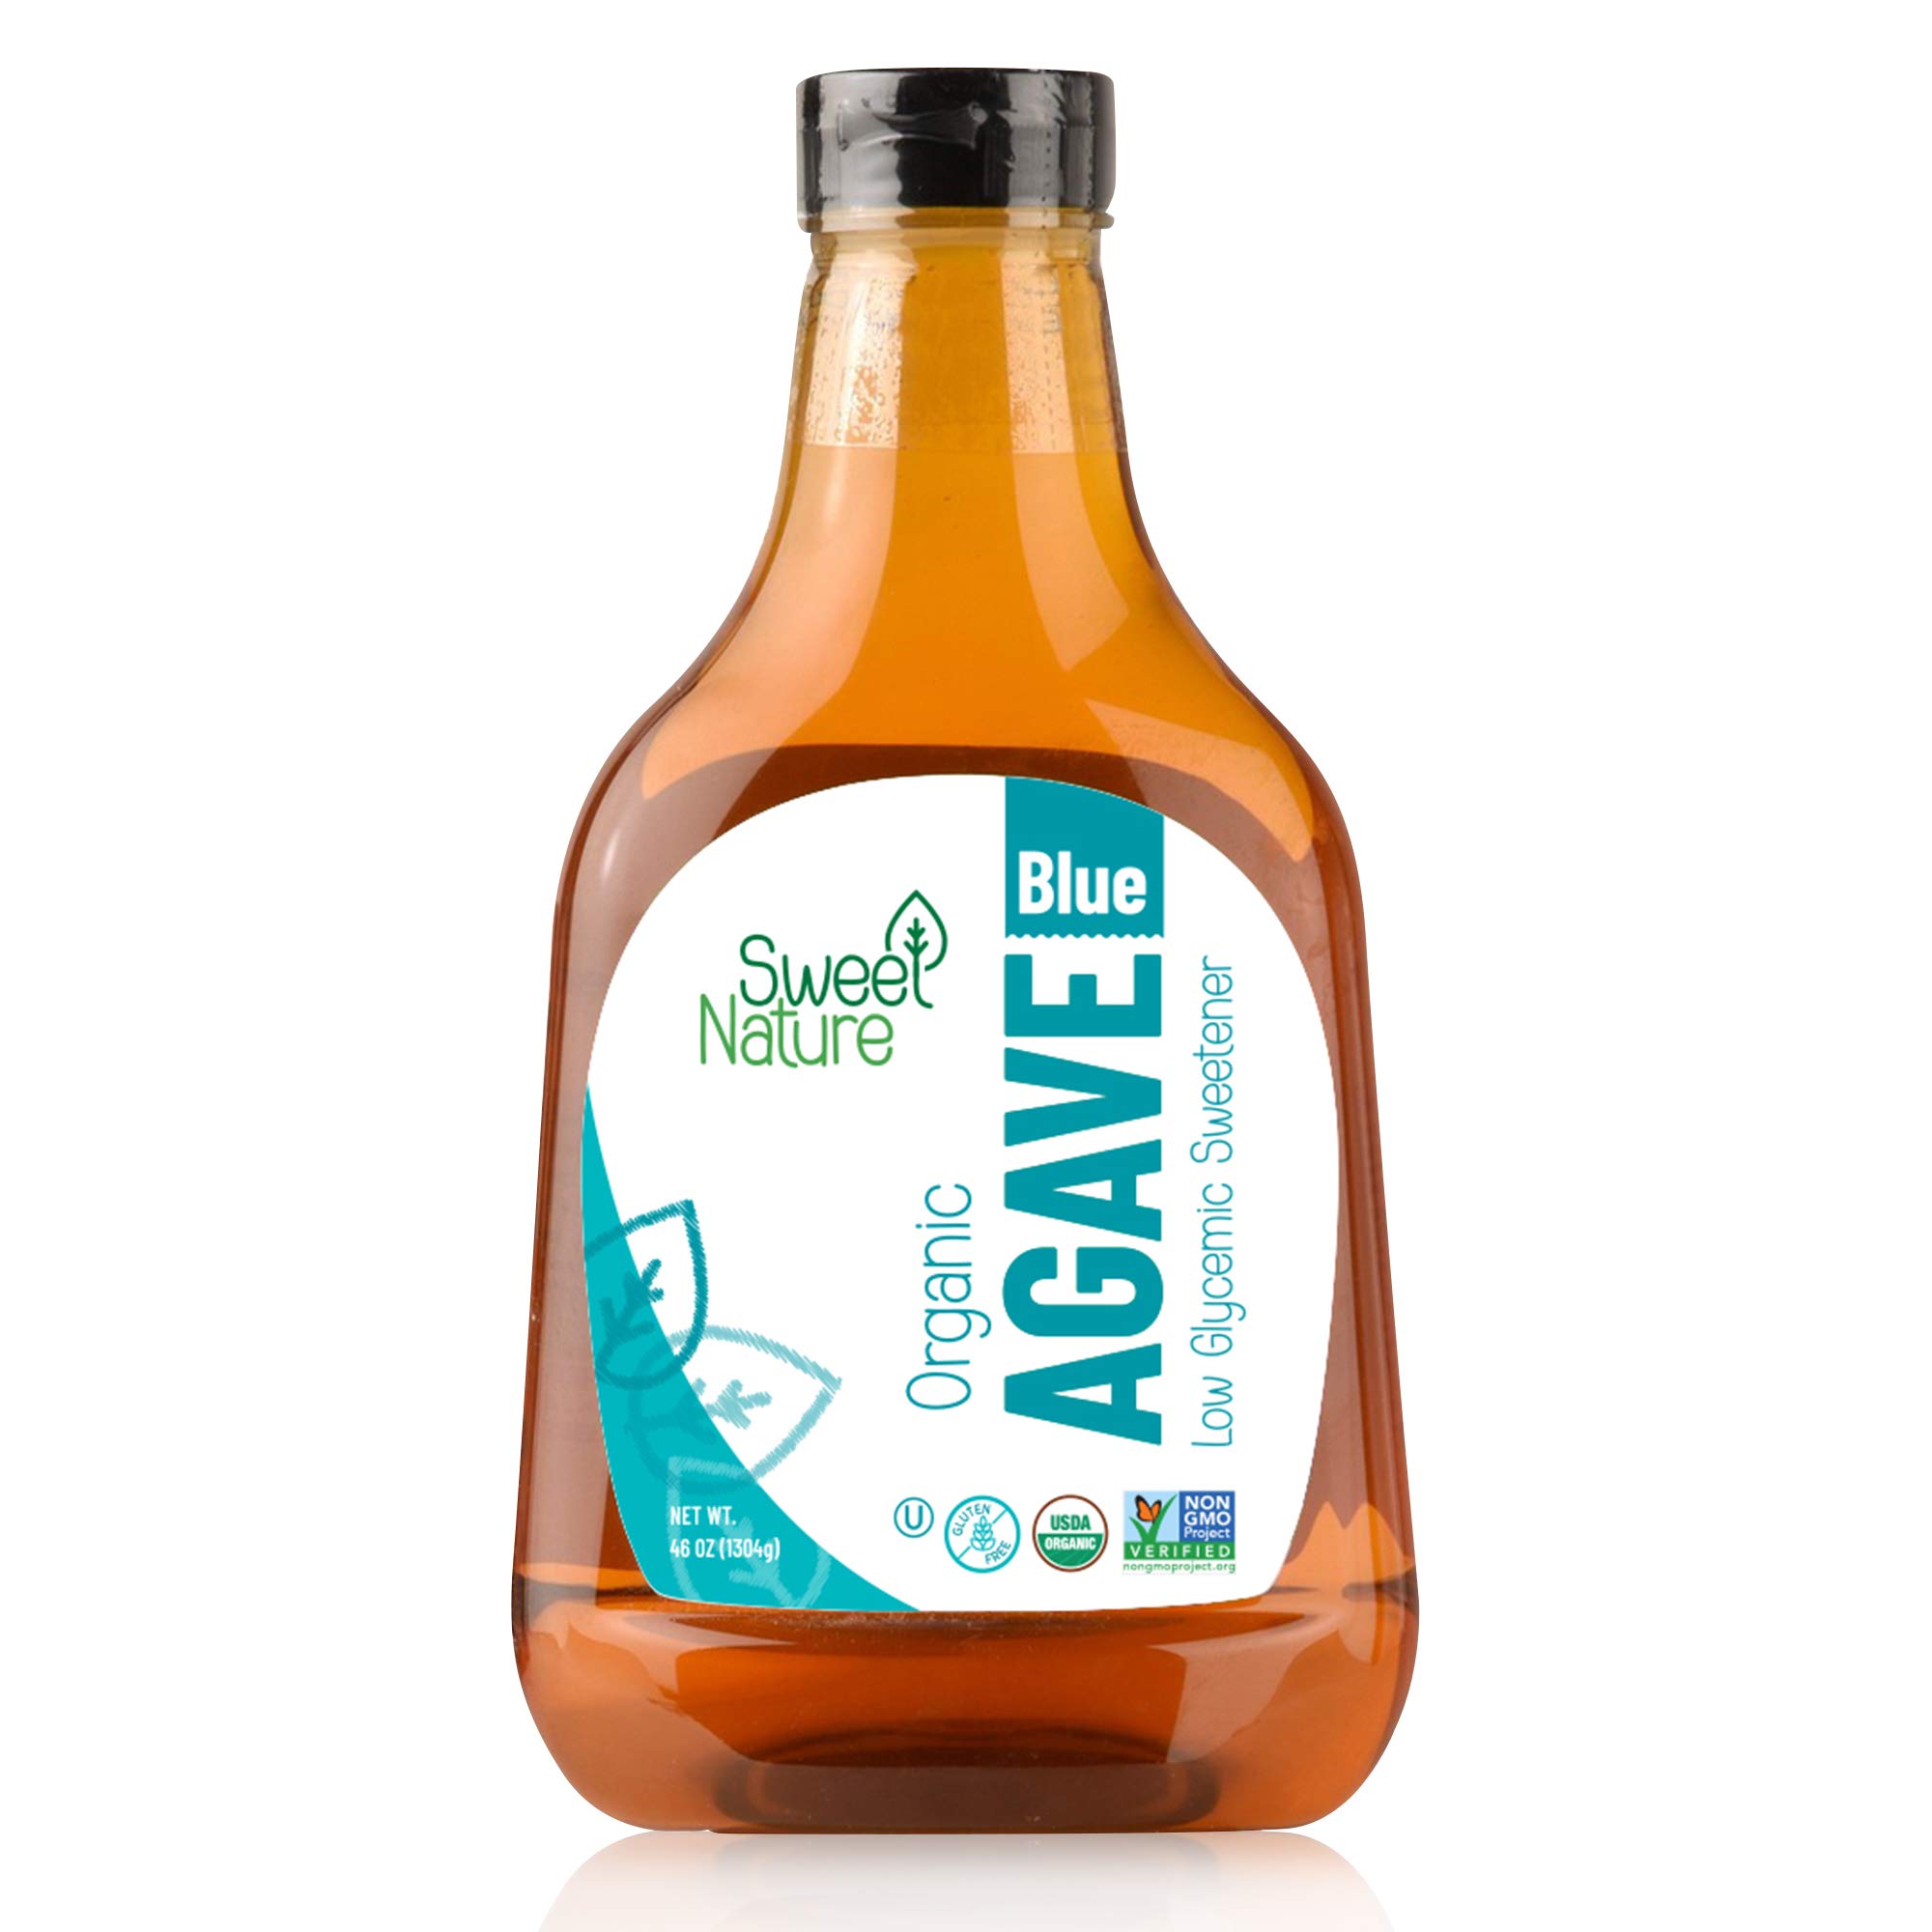 Sweet
Nature
Organic
AGAVE Blue
Low Glycemic Sweetener
NET WT.
46 OZ (1304g)
U
GLUTEN
FREE
USDA
ORGANIC
NON
GMO
Project
VERIFIED
nongmoproject.org